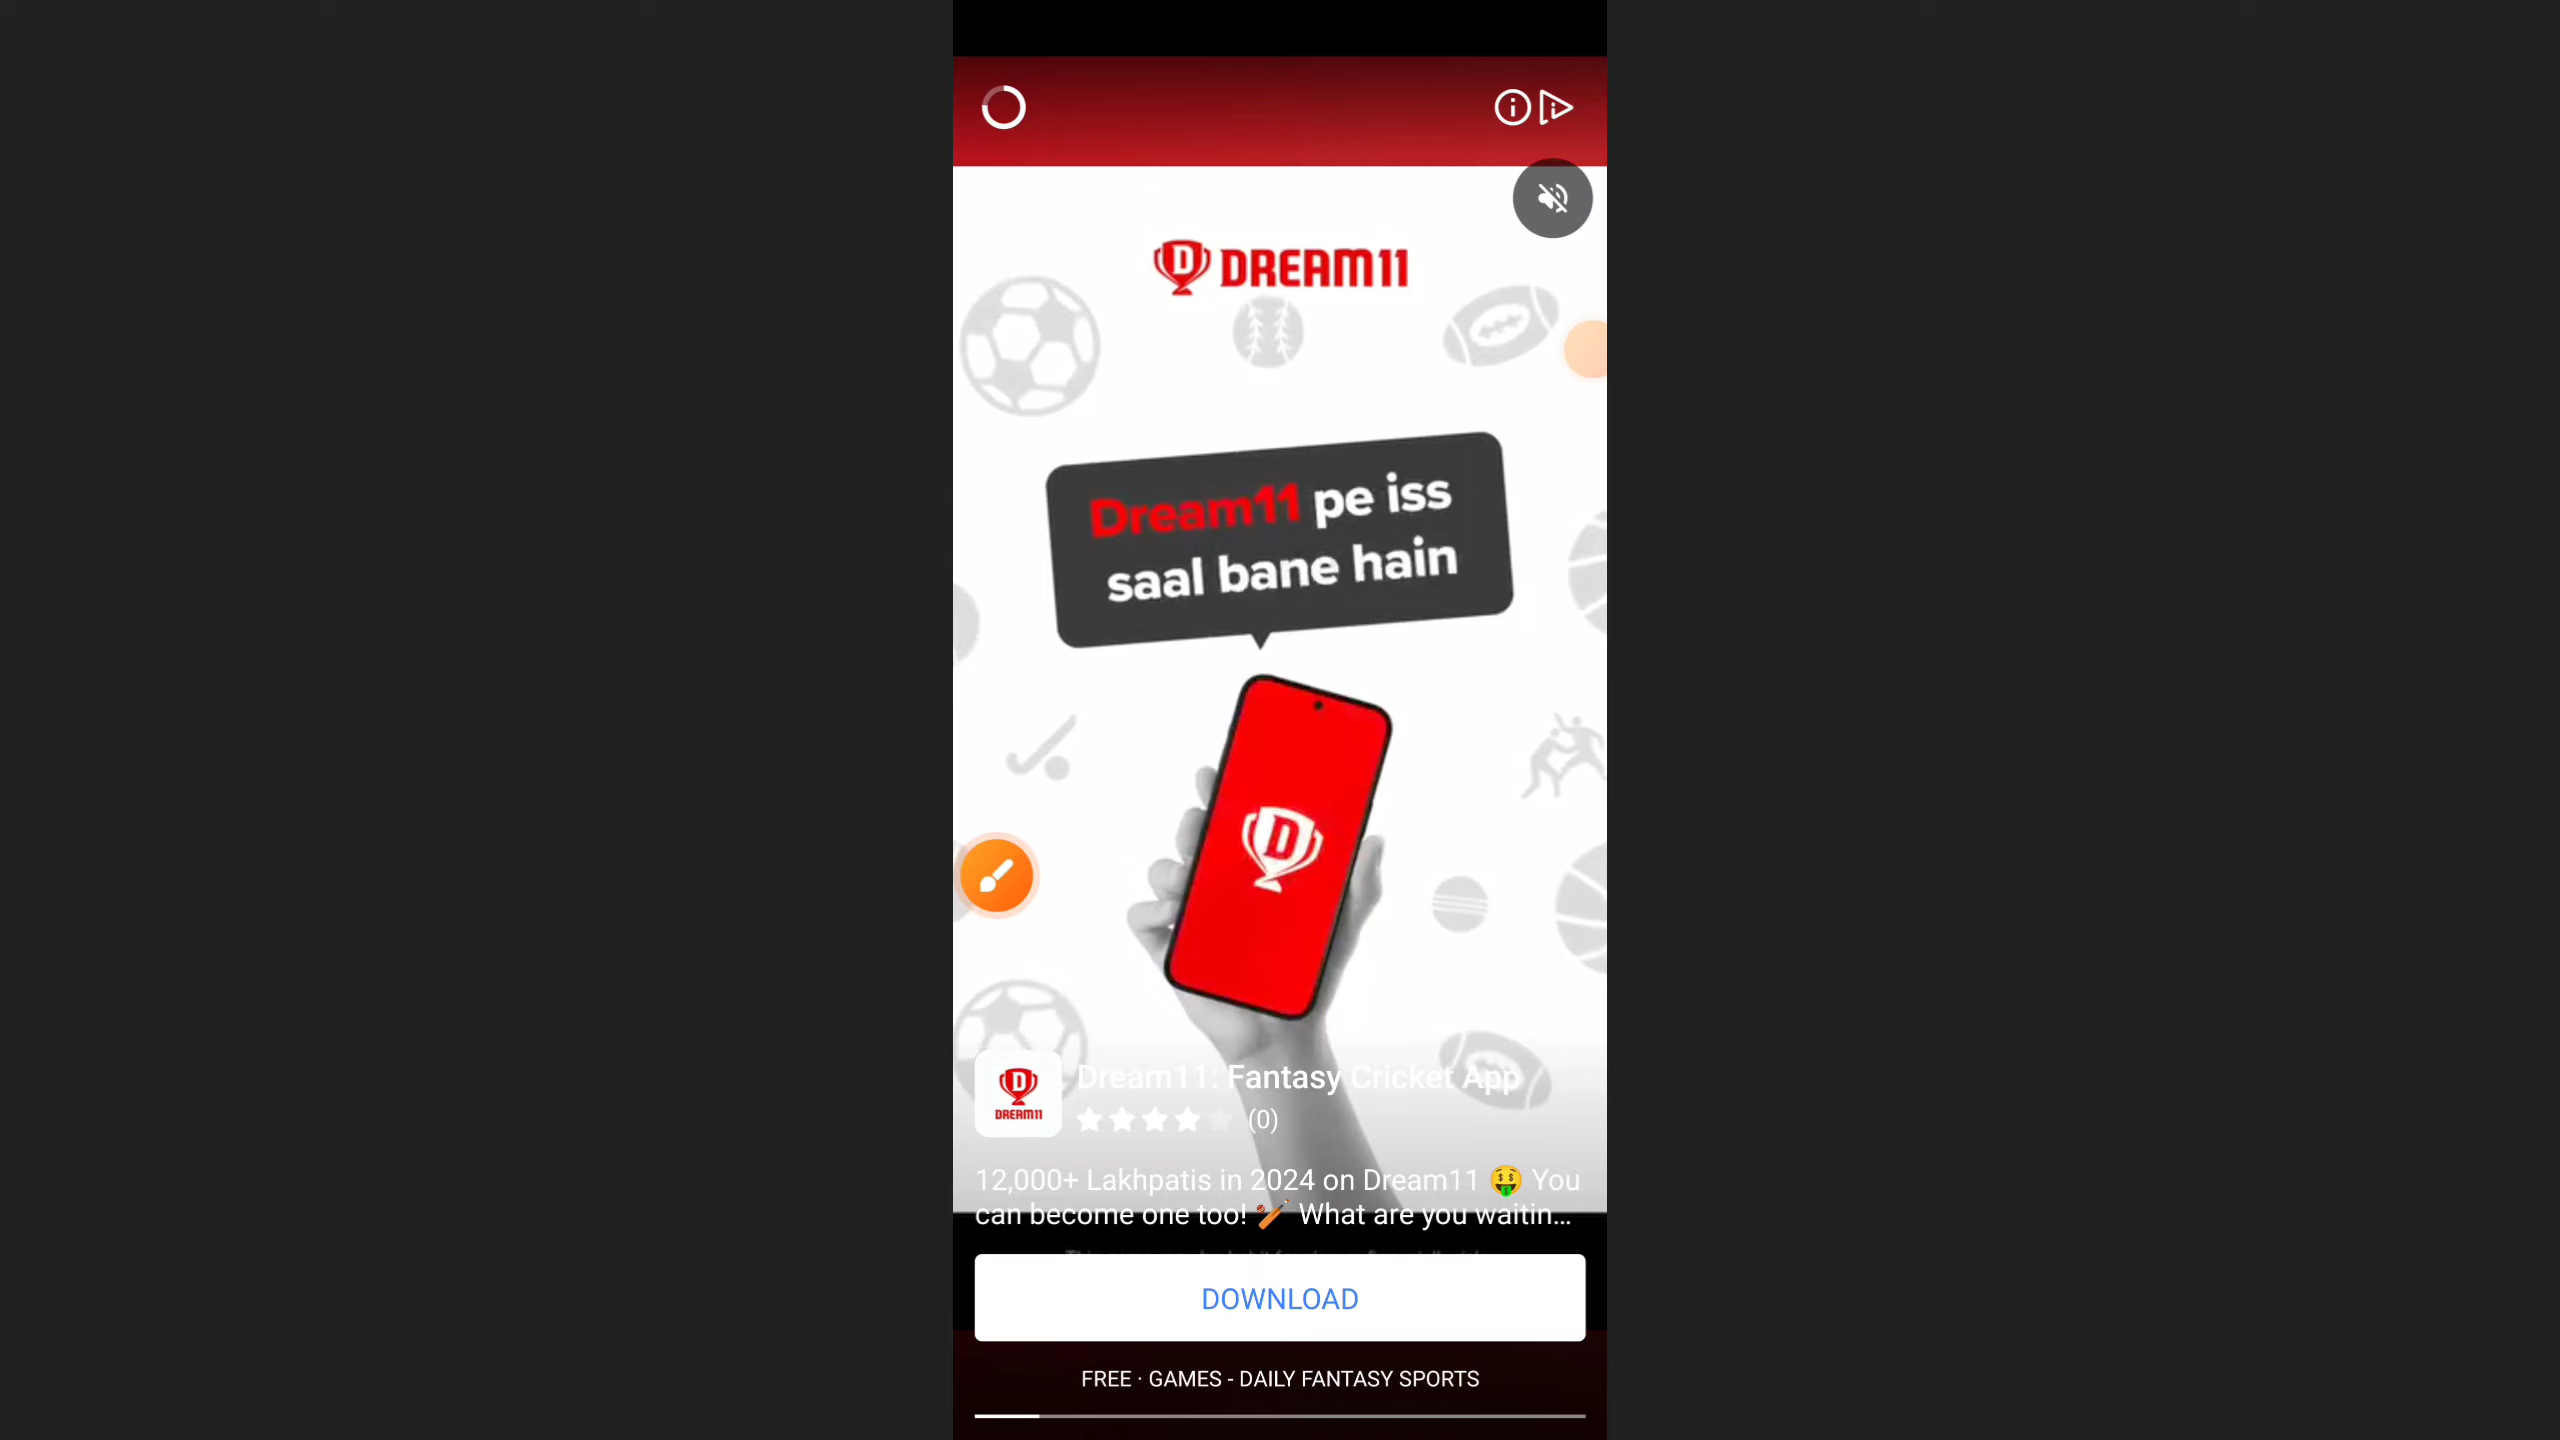 DREAM11
Dream11 pe iss
saal bane hain
DREAM11
Dream11: Fantasy Cricket App
(0)
12,000+ Lakhpatis in 2024 on Dream11 🤑 You
can become one too! 🏏 What are you waitin...
DOWNLOAD
FREE · GAMES - DAILY FANTASY SPORTS